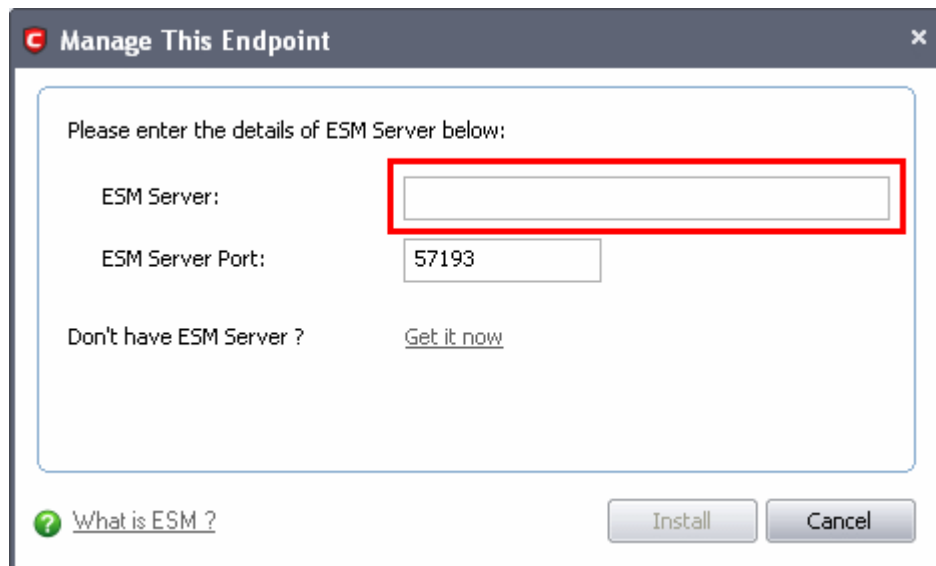 Manage This Endpoint
Please enter the details of ESM Server below:
ESM Server:
ESM Server Port: 57193
Don't have ESM Server ? Get it now
What is ESM ? Install Cancel